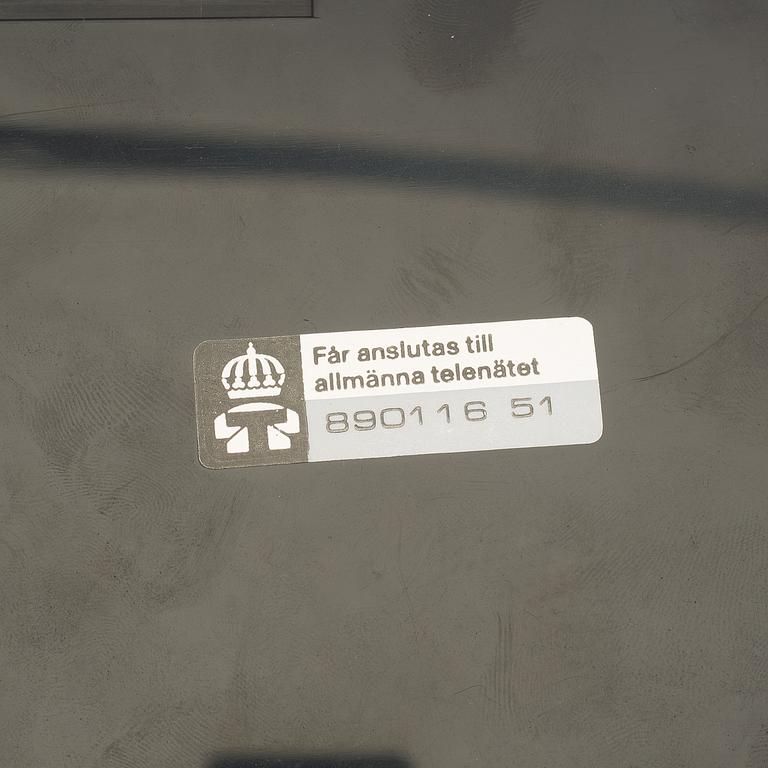 Får anslutas till
allmänna telenätet
890116 51